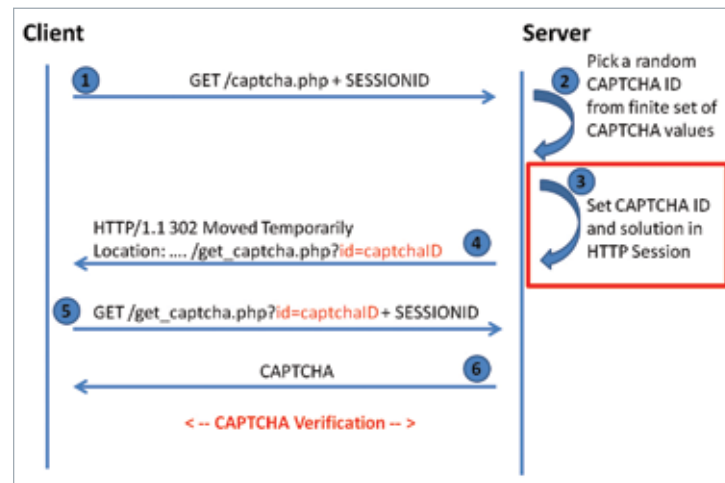 Client
Server
1
GET /captcha.php + SESSIONID
2
Pick a random
CAPTCHA ID
from finite set of
CAPTCHA values
3
Set CAPTCHA ID
and solution in
HTTP Session
HTTP/1.1 302 Moved Temporarily
Location: .... /get_captcha.php?id=captchaID
4
5
GET /get_captcha.php?id=captchaID + SESSIONID
CAPTCHA
6
< -- CAPTCHA Verification -- >